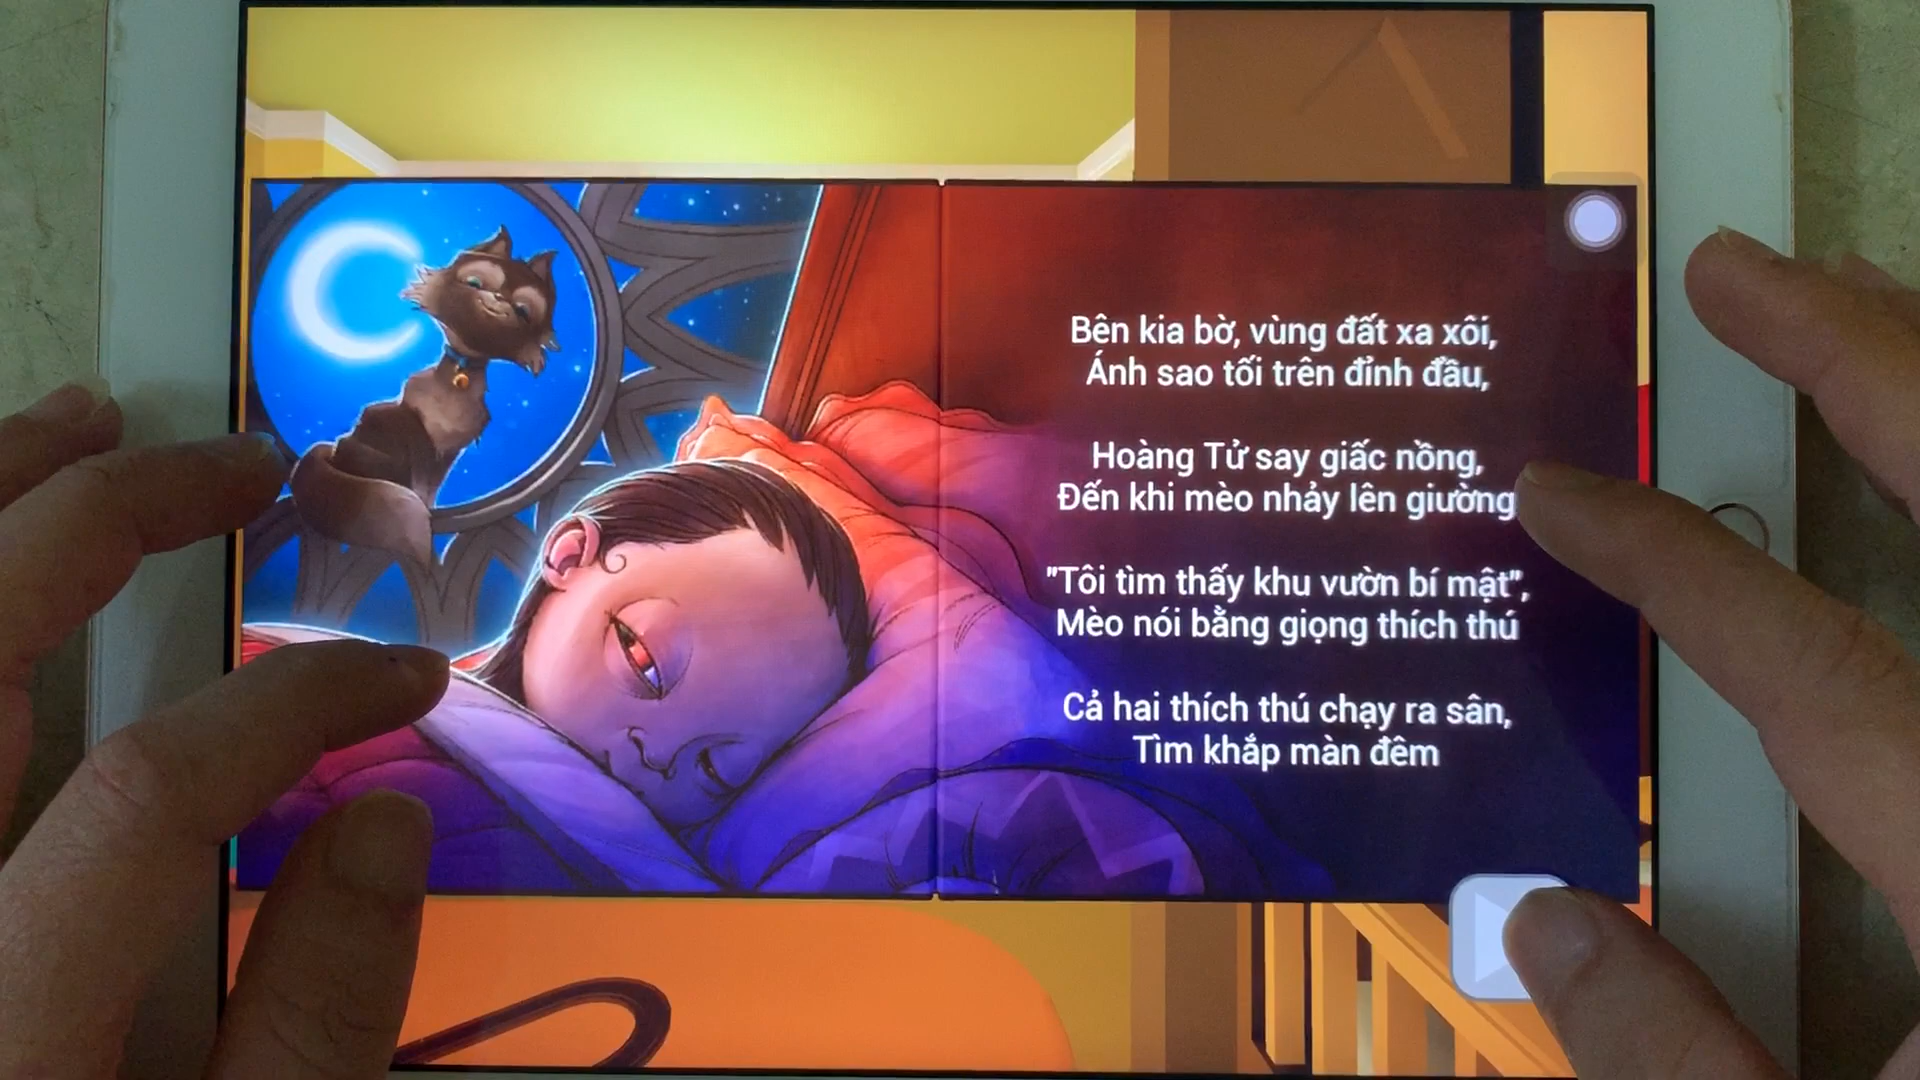 Bên kia bờ, vùng đất xa xôi,
Ánh sao tối trên đỉnh đầu,
Hoàng Tử say giấc nồng,
Đến khi mèo nhảy lên giường
"Tôi tìm thấy khu vườn bí mật",
Mèo nói bằng giọng thích thú
Cả hai thích thú chạy ra sân,
Tìm khắp màn đêm